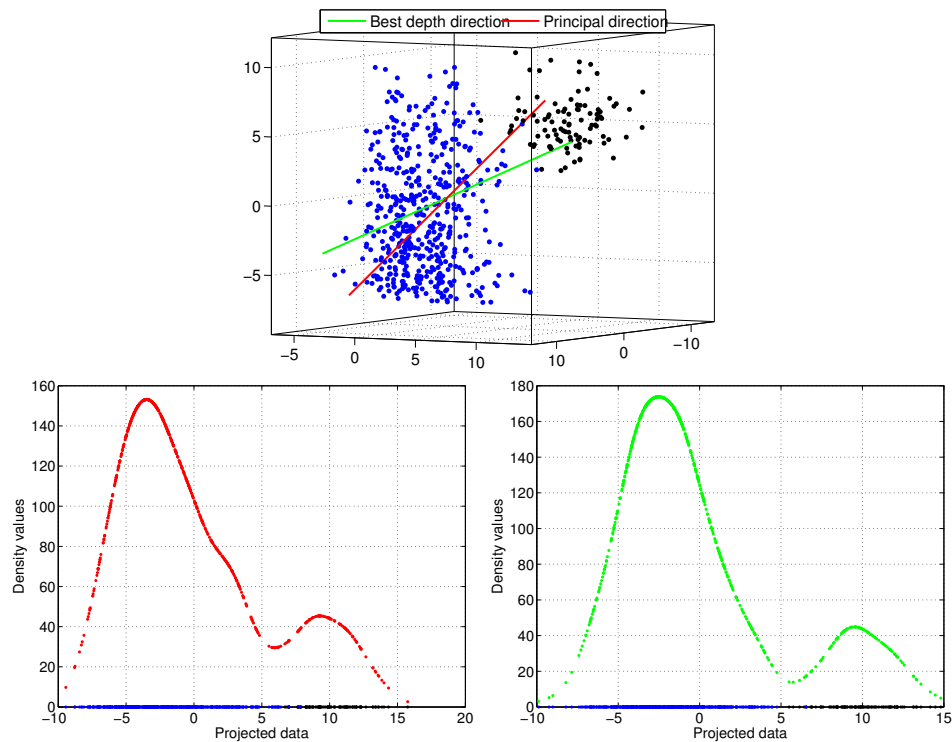 Best depth direction Principal direction
10
5
0
−5
−5 0 5 10 10 0 −10
160
140
120
100
80
60
40
20
0
−10 −5 0 5 10 15 20
Density values
Projected data
180
160
140
120
100
80
60
40
20
0
−10 −5 0 5 10 15
Density values
Projected data